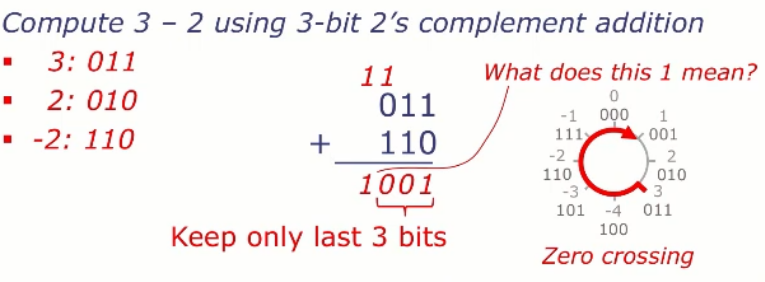 Compute 3 – 2 using 3-bit 2's complement addition
▪ 3: 011
▪ 2: 010
▪ -2: 110
11
011
+ 110
1001
Keep only last 3 bits
What does this 1 mean?
0
000
-1
111
1
001
-2
110
2
010
-3
101
3
011
-4
100
Zero crossing